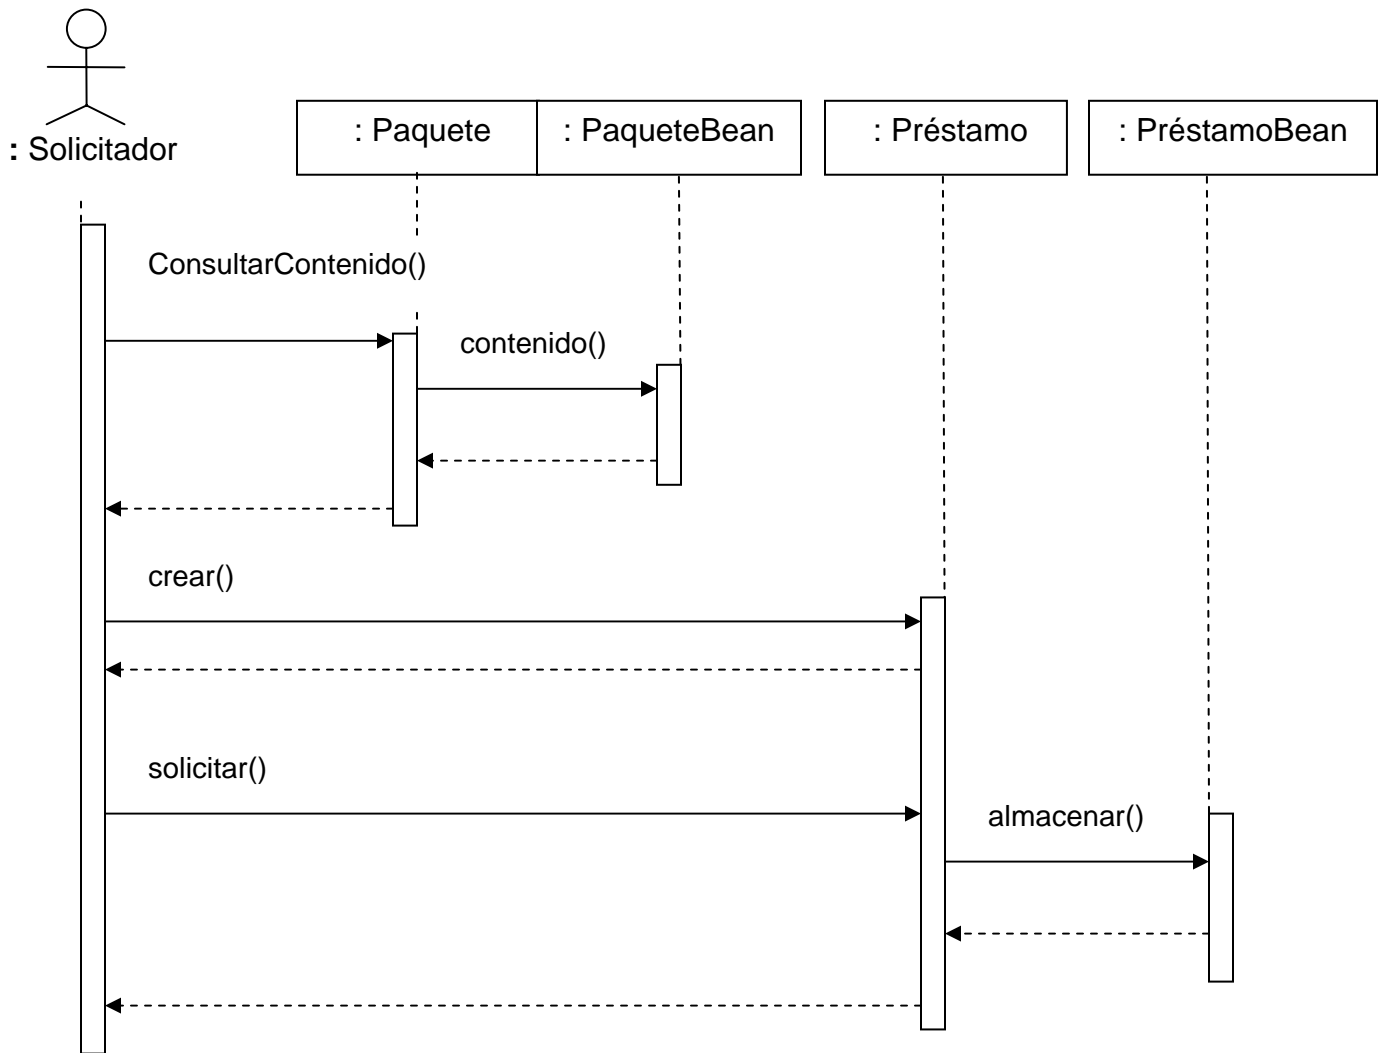 : Solicitador
: Paquete
: PaqueteBean
: Préstamo
: PréstamoBean
ConsultarContenido()
contenido()
crear()
solicitar()
almacenar()